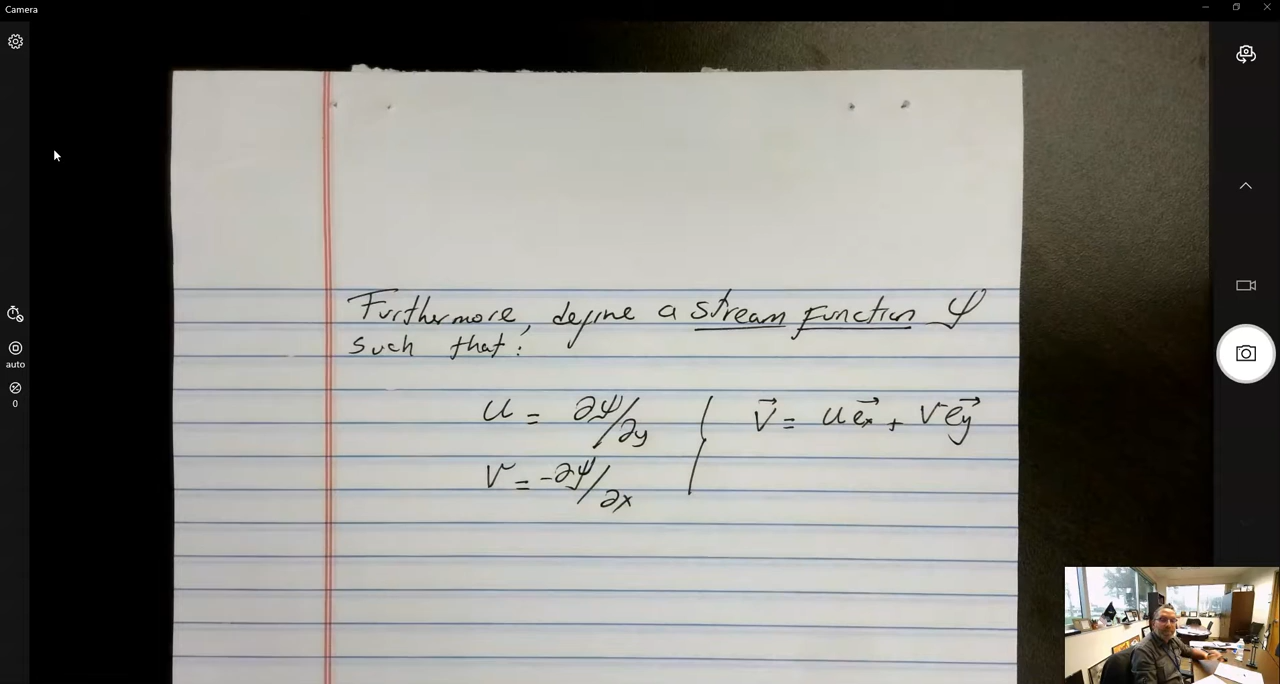 Camera
Furthermore, define a stream function ψ
such that:
u = ∂ψ/∂y
V⃗ = u e⃗x + v e⃗y
v = -∂ψ/∂x
auto
0